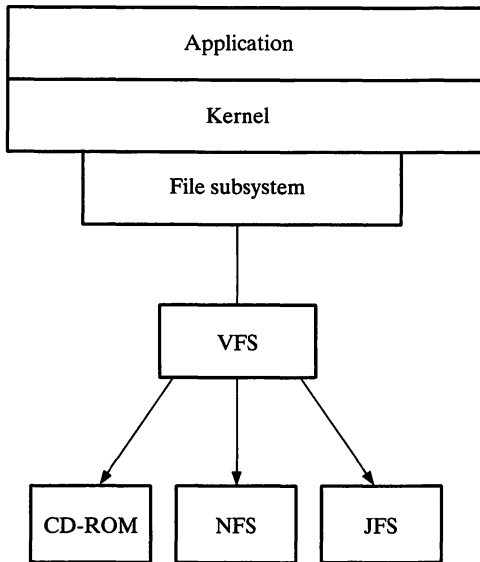 Application
Kernel
File subsystem
VFS
CD-ROM
NFS
JFS